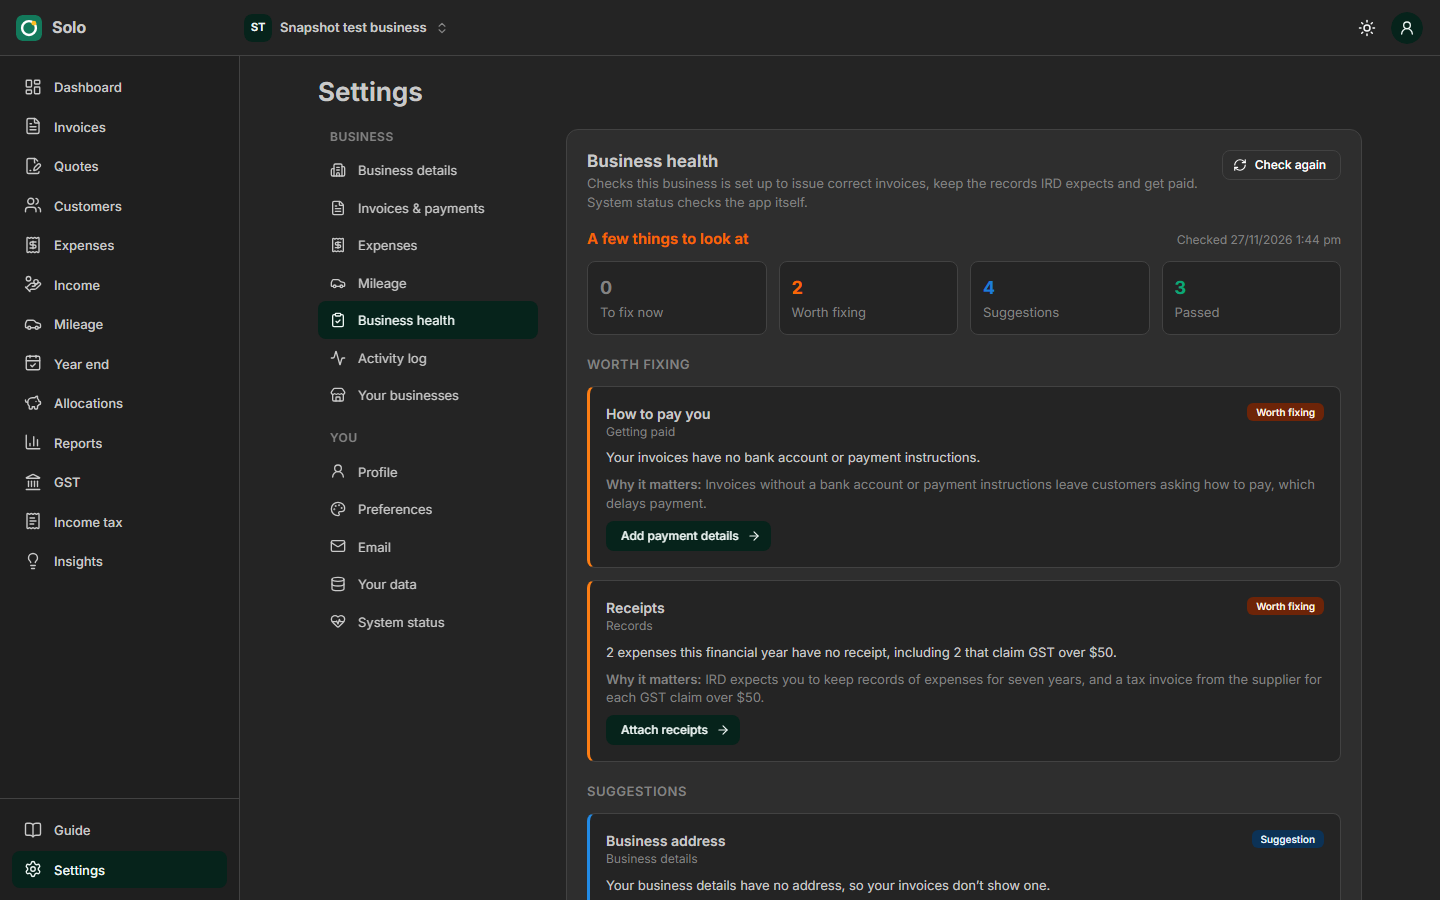 Solo
ST
Snapshot test business
Dashboard
Invoices
Quotes
Customers
Expenses
Income
Mileage
Year end
Allocations
Reports
GST
Income tax
Insights
Guide
Settings
Settings
BUSINESS
Business details
Invoices & payments
Expenses
Mileage
Business health
Activity log
Your businesses
YOU
Profile
Preferences
Email
Your data
System status
Business health
Checks this business is set up to issue correct invoices, keep the records IRD expects and get paid.
System status checks the app itself.
Check again
A few things to look at
Checked 27/11/2026 1:44 pm
0
To fix now
2
Worth fixing
4
Suggestions
3
Passed
WORTH FIXING
How to pay you
Worth fixing
Getting paid
Your invoices have no bank account or payment instructions.
Why it matters: Invoices without a bank account or payment instructions leave customers asking how to pay, which
delays payment.
Add payment details
Receipts
Worth fixing
Records
2 expenses this financial year have no receipt, including 2 that claim GST over $50.
Why it matters: IRD expects you to keep records of expenses for seven years, and a tax invoice from the supplier for
each GST claim over $50.
Attach receipts
SUGGESTIONS
Business address
Suggestion
Business details
Your business details have no address, so your invoices don’t show one.